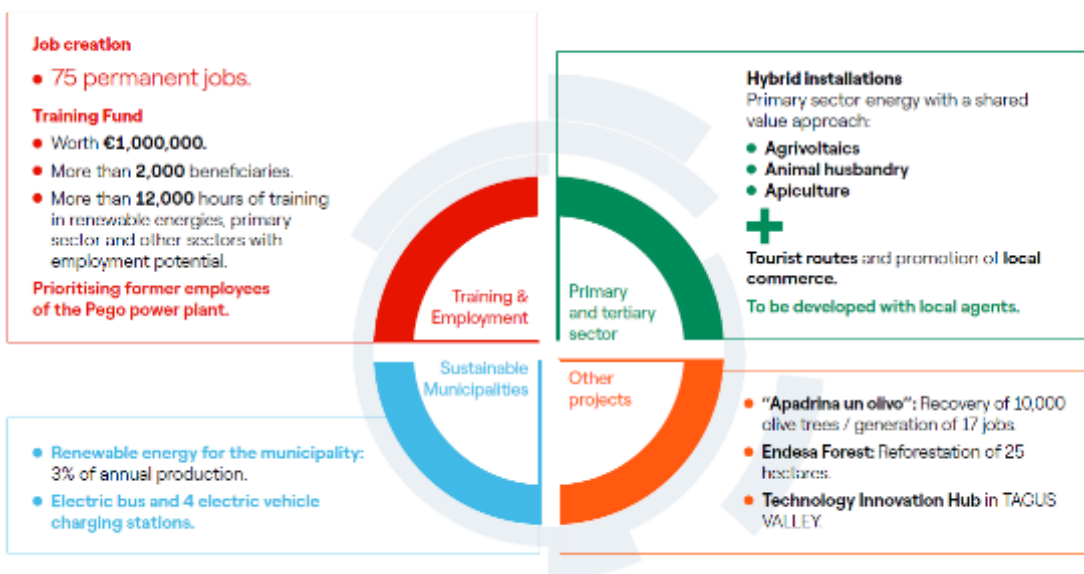 Job creation
• 75 permanent jobs.
Training Fund
• Worth €1,000,000.
• More than 2,000 beneficiaries.
• More than 12,000 hours of training
in renewable energies, primary
sector and other sectors with
employment potential.
Prioritising former employees
of the Pego power plant.
Training &
Employment
Hybrid installations
Primary sector energy with a shared
value approach:
• Agrivoltaics
• Animal husbandry
• Apiculture
+
Tourist routes and promotion of local
commerce.
To be developed with local agents.
Primary
and tertiary
sector
Sustainable
Municipalities
• Renewable energy for the municipality:
3% of annual production.
• Electric bus and 4 electric vehicle
charging stations.
Other
projects
• "Apadrina un olivo": Recovery of 10,000
olive trees / generation of 17 jobs.
• Endesa Forest: Reforestation of 25
hectares.
• Technology Innovation Hub in TAGUS
VALLEY.